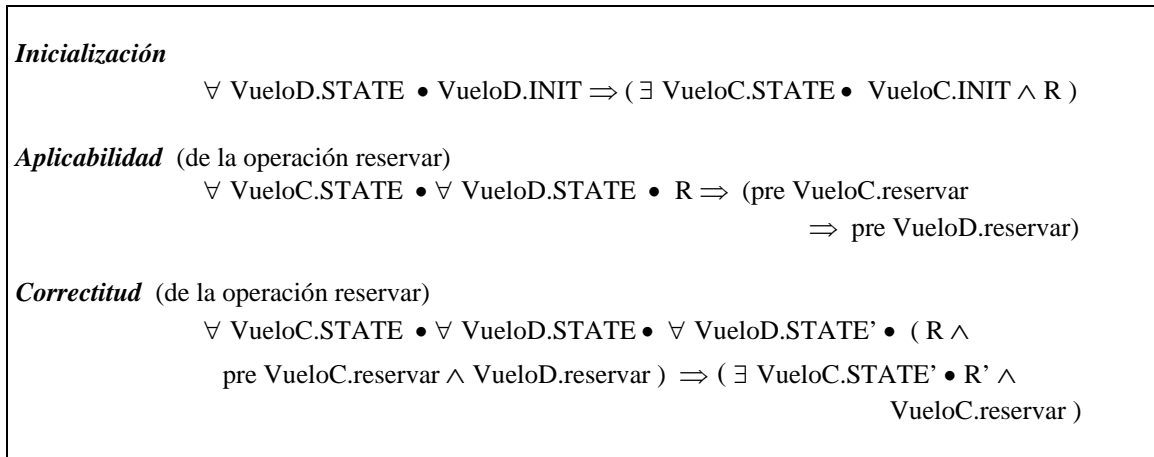 Inicialización
∀ VueloD.STATE • VueloD.INIT ⇒ ( ∃ VueloC.STATE • VueloC.INIT ∧ R )
Aplicabilidad (de la operación reservar)
∀ VueloC.STATE • ∀ VueloD.STATE • R ⇒ (pre VueloC.reservar
⇒ pre VueloD.reservar)
Correctitud (de la operación reservar)
∀ VueloC.STATE • ∀ VueloD.STATE • ∀ VueloD.STATE’ • ( R ∧
pre VueloC.reservar ∧ VueloD.reservar ) ⇒ ( ∃ VueloC.STATE’ • R’ ∧
VueloC.reservar )